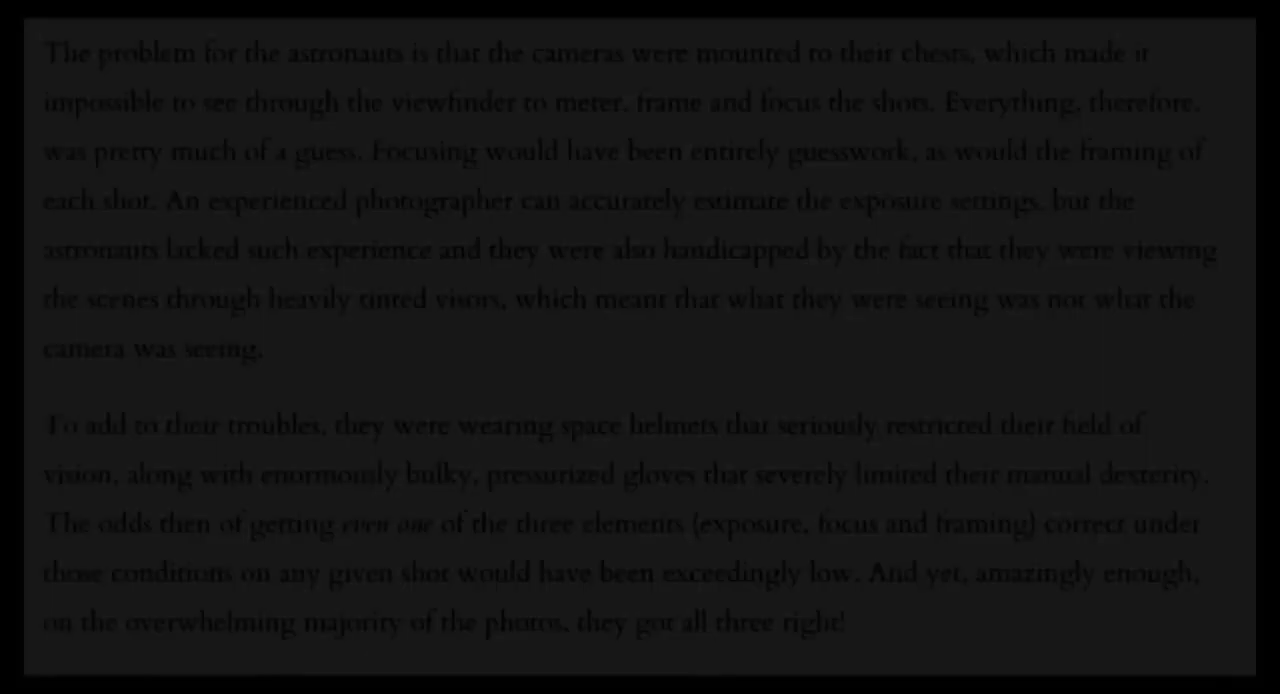 The problem for the astronauts is that the cameras were mounted to their chests, which made it
impossible to see through the viewfinder to meter, frame and focus the shots. Everything, therefore,
was pretty much of a guess. Focusing would have been entirely guesswork, as would the framing of
each shot. An experienced photographer can accurately estimate the exposure settings, but the
astronauts lacked such experience and they were also handicapped by the fact that they were viewing
the scenes through heavily tinted visors, which meant that what they were seeing was not what the
camera was seeing.
To add to their troubles, they were wearing space helmets that seriously restricted their field of
vision, along with enormously bulky, pressurized gloves that severely limited their manual dexterity.
The odds then of getting even one of the three elements (exposure, focus and framing) correct under
those conditions on any given shot would have been exceedingly low. And yet, amazingly enough,
on the overwhelming majority of the photos, they got all three right!